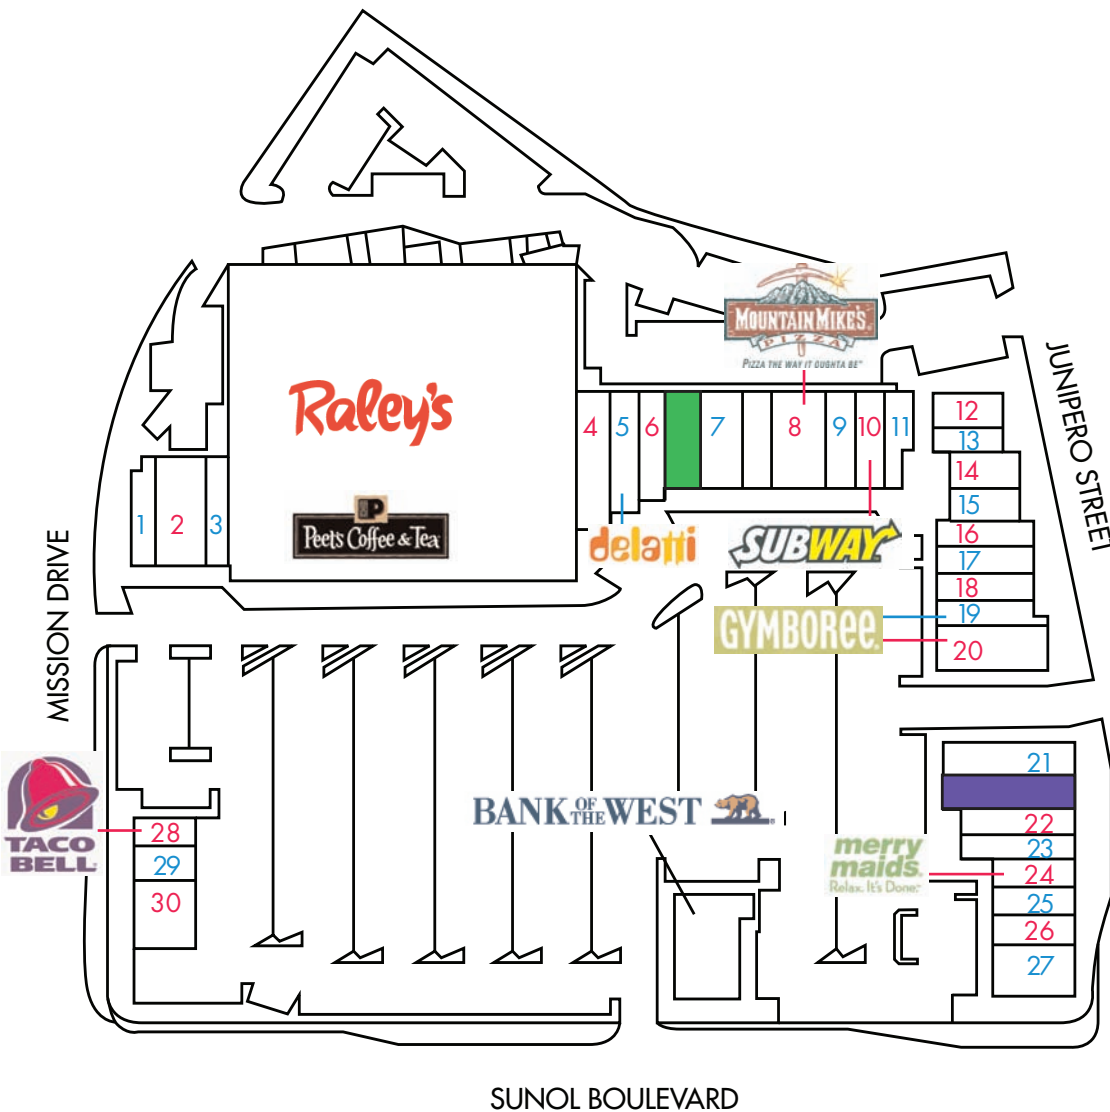 MOUNTAIN MIKE'S
PIZZA
PIZZA THE WAY IT OUGHTA BE™
JUNIPERO STREET
Raley's
4
5
6
7
8
9
10
11
12
13
14
15
16
17
18
19
20
1
2
3
Peet's Coffee & Tea
delatti
SUBWAY
GYMBOREE
MISSION DRIVE
TACO
BELL
28
29
30
BANK OF THE WEST
merry
maids.
Relax. It's Done.
21
22
23
24
25
26
27
SUNOL BOULEVARD